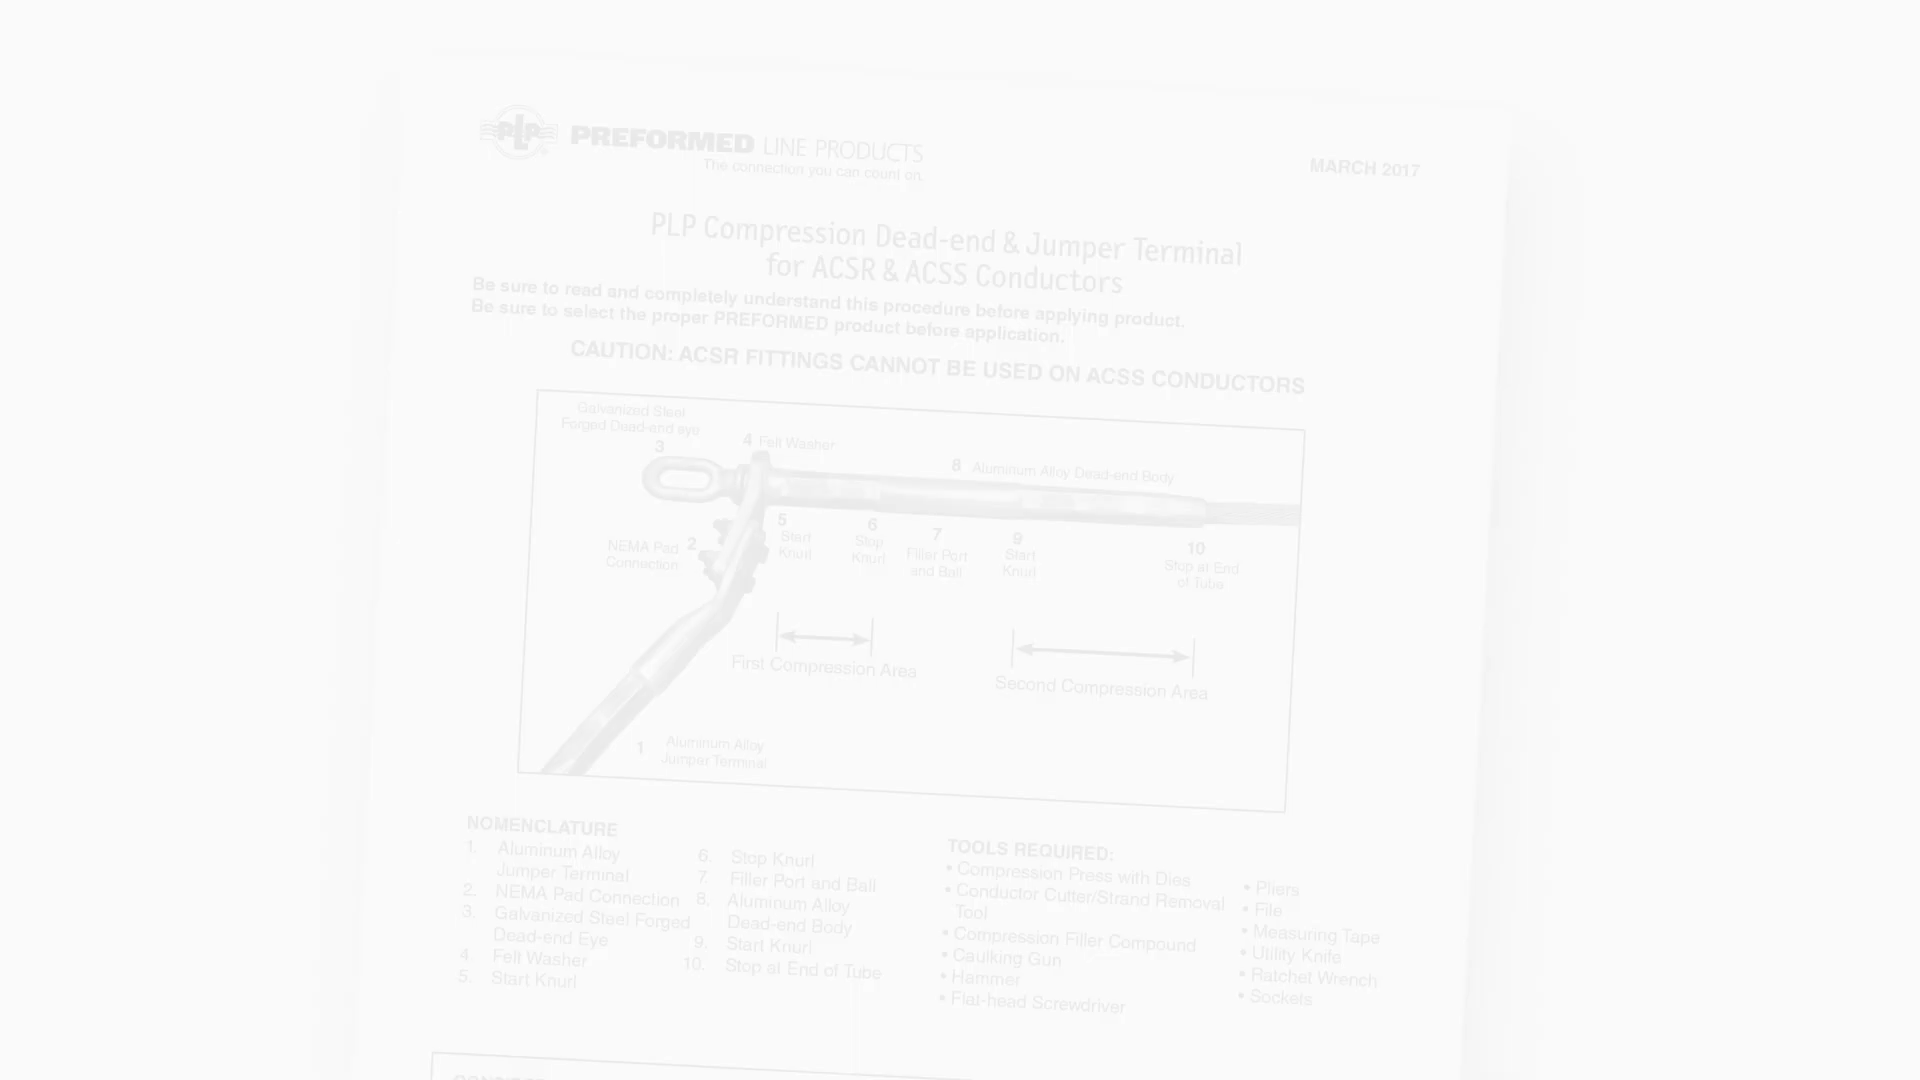 PLP
PREFORMED LINE PRODUCTS
The connection you can count on.
MARCH 2017
PLP Compression Dead-end & Jumper Terminal
for ACSR & ACSS Conductors
Be sure to read and completely understand this procedure before applying product.
Be sure to select the proper PREFORMED product before application.
CAUTION: ACSR FITTINGS CANNOT BE USED ON ACSS CONDUCTORS
Galvanized Steel
Forged Dead-end eye
3
4 Felt Washer
8 Aluminum Alloy Dead-end Body
NEMA Pad
Connection
2
5
Start
Knurl
6
Stop
Knurl
7
Filler Port
and Ball
9
Start
Knurl
10
Stop at End
of Tube
First Compression Area
Second Compression Area
1 Aluminum Alloy
Jumper Terminal
NOMENCLATURE
1. Aluminum Alloy
Jumper Terminal
2. NEMA Pad Connection
3. Galvanized Steel Forged
Dead-end Eye
4 Felt Washer
5. Start Knurl
6. Stop Knurl
7. Filler Port and Ball
8. Aluminum Alloy
Dead-end Body
9. Start Knurl
10. Stop at End of Tube
TOOLS REQUIRED:
• Compression Press with Dies
• Conductor Cutter/Strand Removal
Tool
• Compression Filler Compound
• Caulking Gun
• Hammer
• Flat-head Screwdriver
• Pliers
• File
• Measuring Tape
• Utility Knife
• Ratchet Wrench
• Sockets